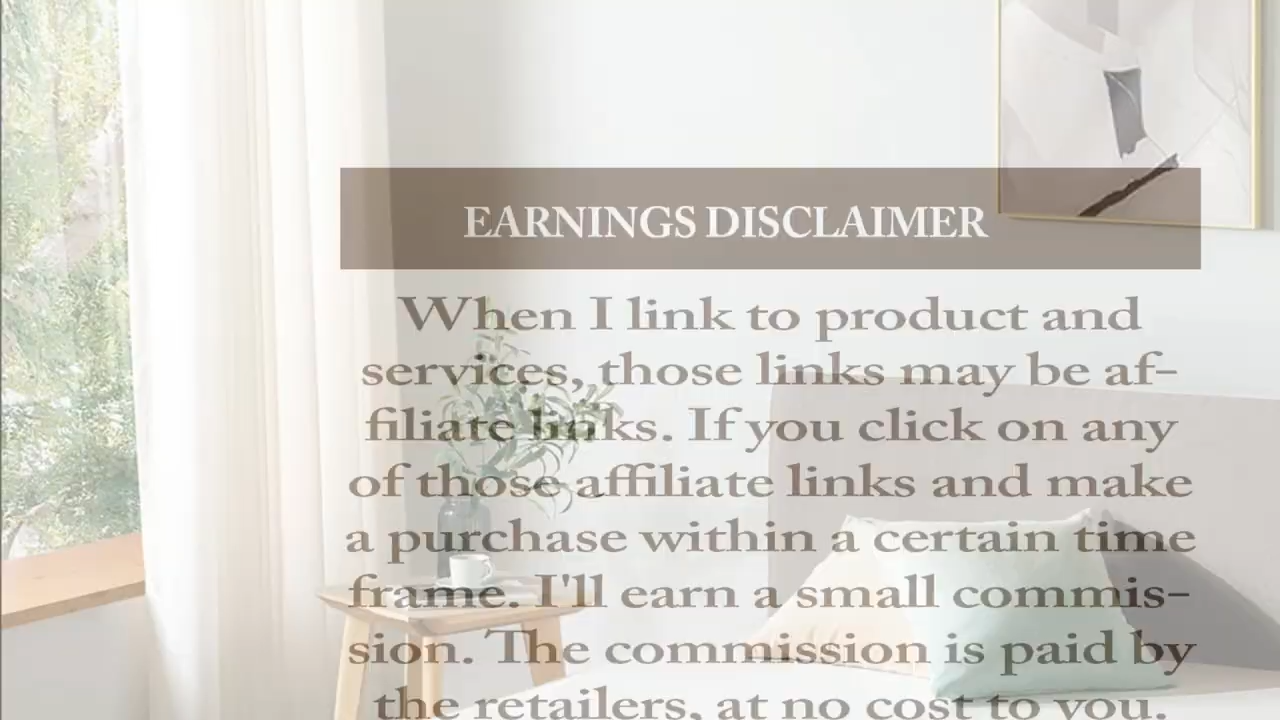 EARNINGS DISCLAIMER
When I link to product and
services, those links may be af-
filiate links. If you click on any
of those affiliate links and make
a purchase within a certain time
frame. I'll earn a small commis-
sion. The commission is paid by
the retailers, at no cost to you.